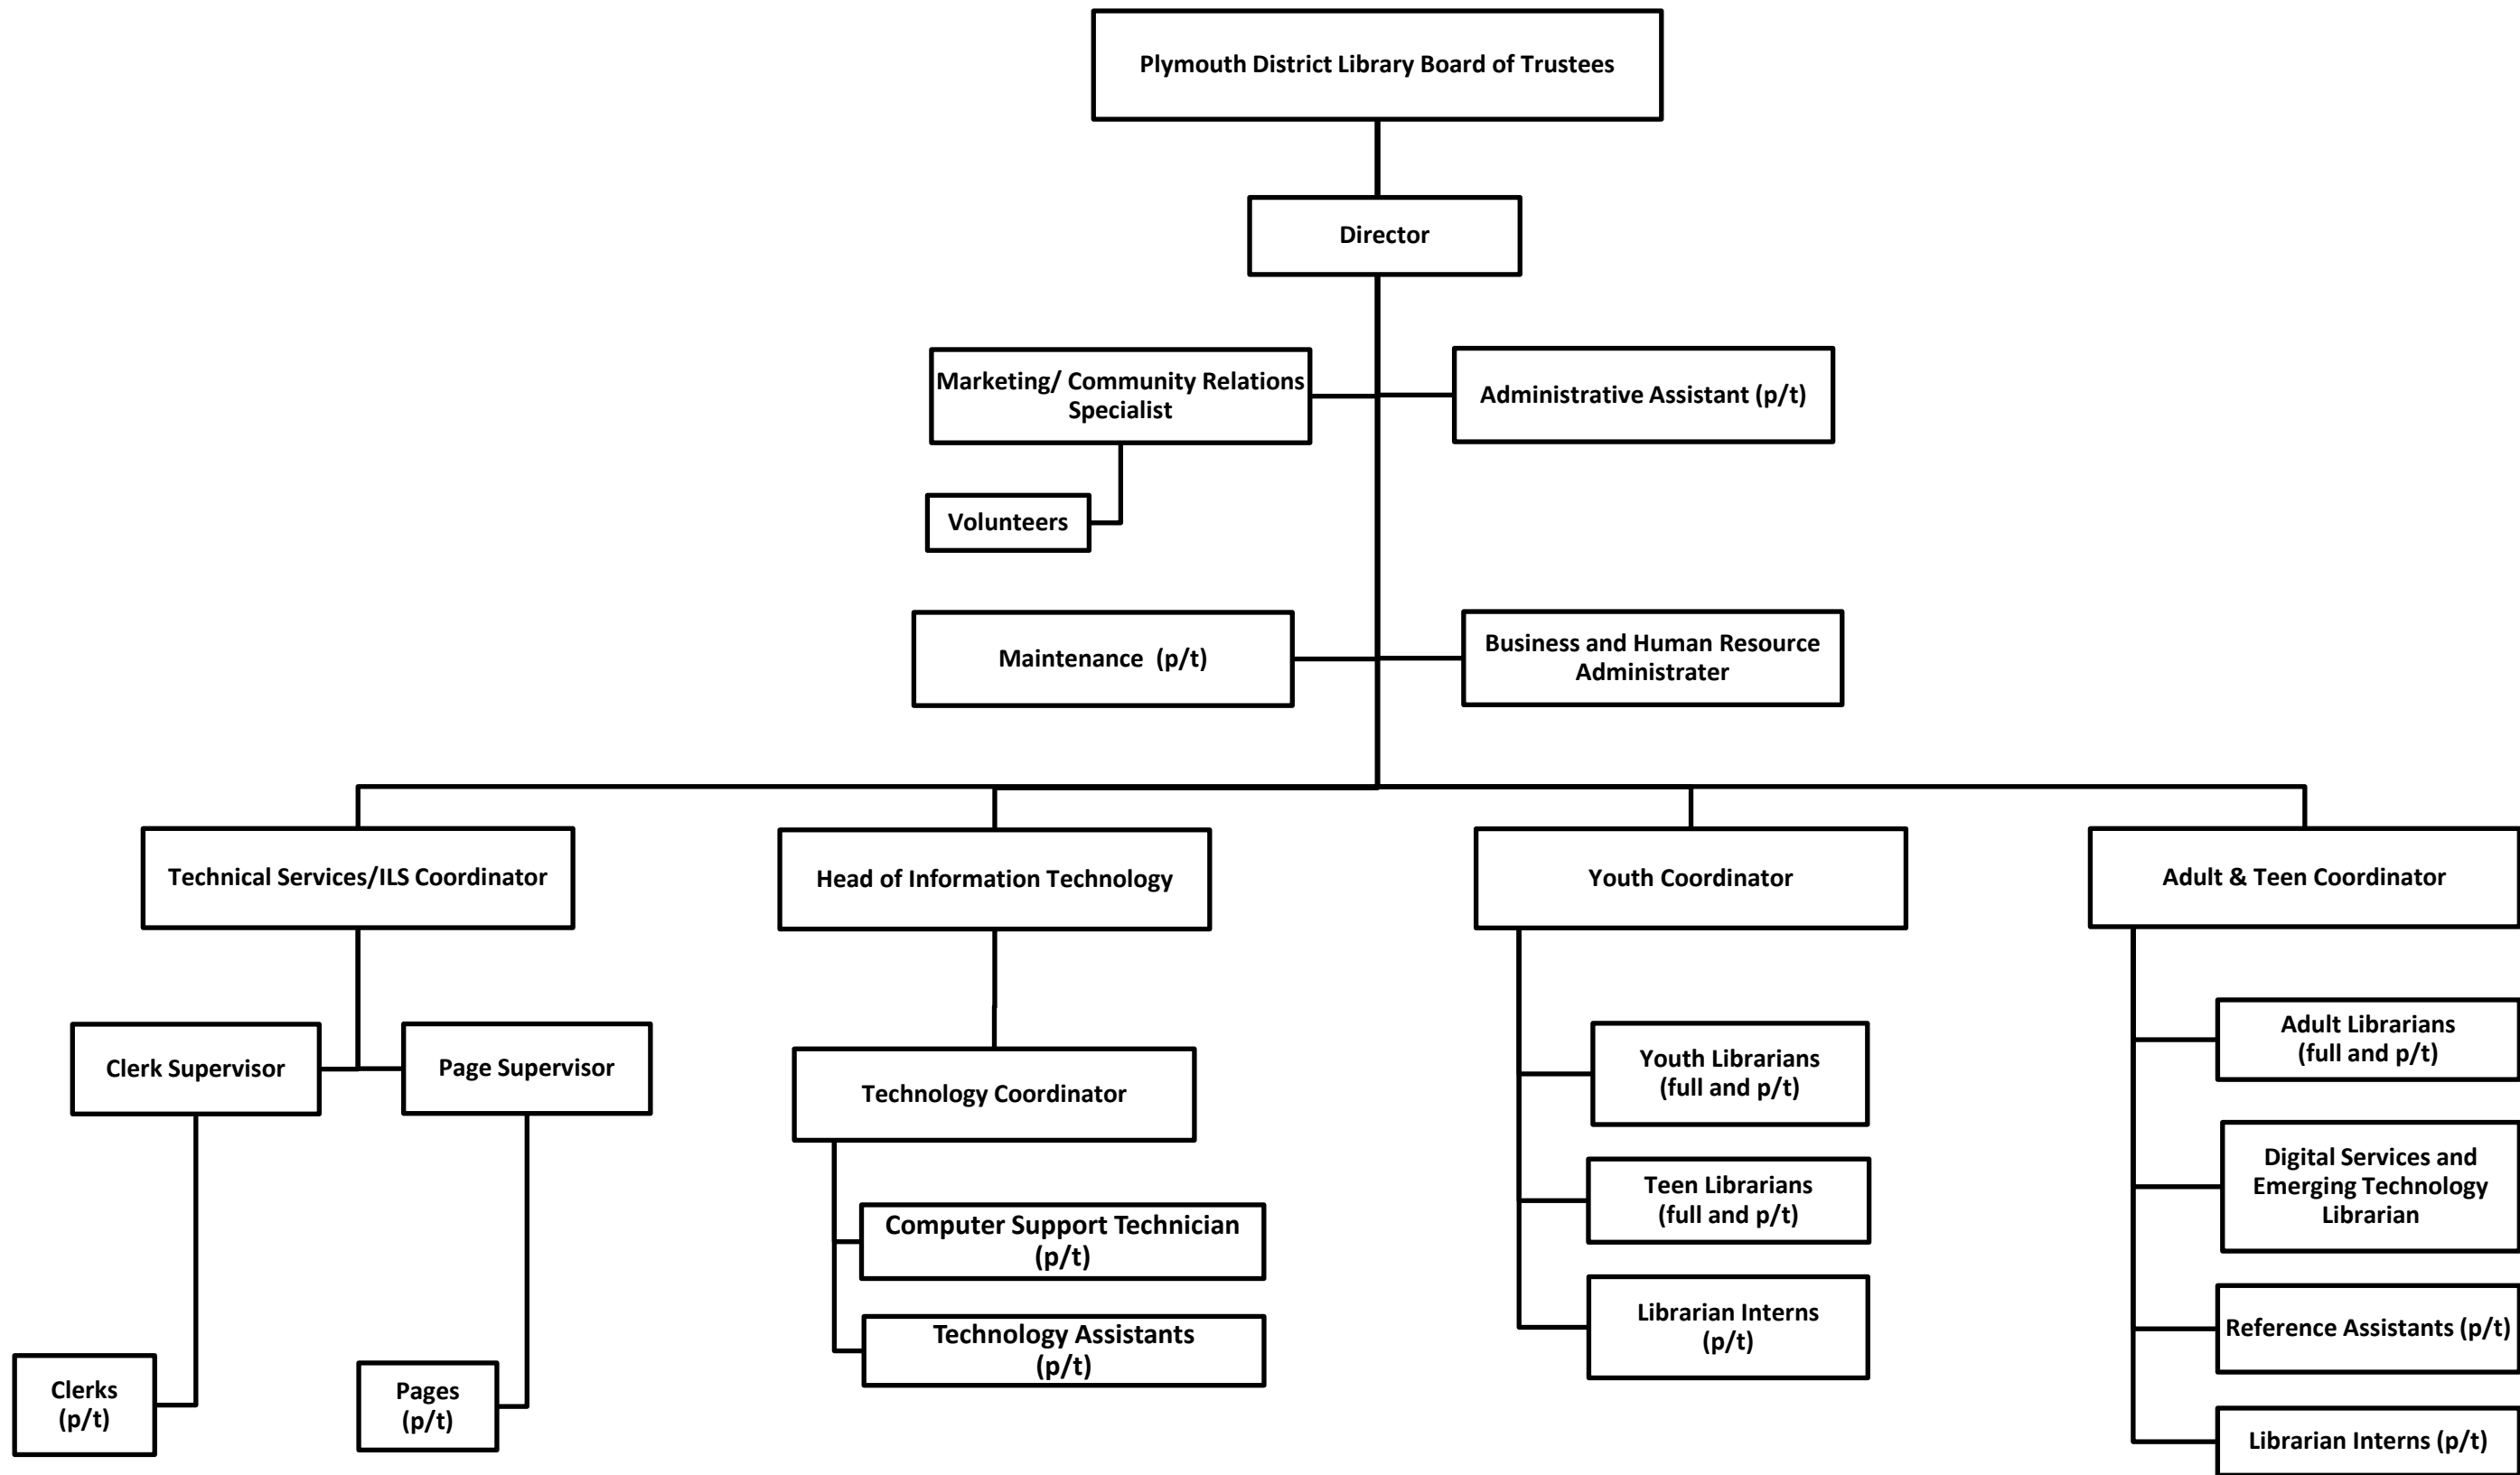 Plymouth District Library Board of Trustees
Director
Marketing/ Community Relations
Specialist
Administrative Assistant (p/t)
Volunteers
Maintenance  (p/t)
Business and Human Resource
Administrater
Technical Services/ILS Coordinator
Head of Information Technology
Youth Coordinator
Adult & Teen Coordinator
Clerk Supervisor
Page Supervisor
Clerks
(p/t)
Pages
(p/t)
Technology Coordinator
Computer Support Technician
(p/t)
Technology Assistants
(p/t)
Youth Librarians
(full and p/t)
Teen Librarians
(full and p/t)
Librarian Interns
(p/t)
Adult Librarians
(full and p/t)
Digital Services and
Emerging Technology
Librarian
Reference Assistants (p/t)
Librarian Interns (p/t)